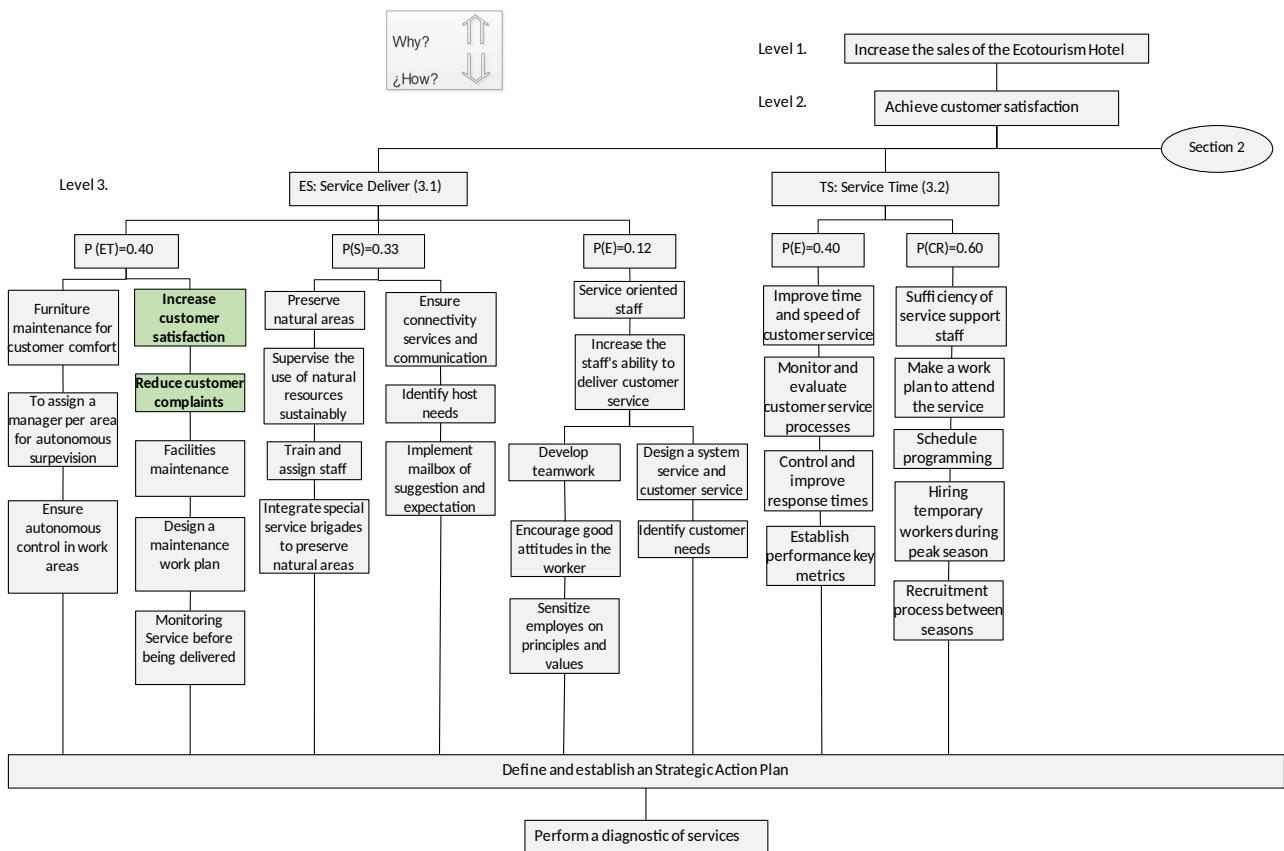 Why?
¿How?
Level 1.
Increase the sales of the Ecotourism Hotel
Level 2.
Achieve customer satisfaction
Section 2
Level 3.
ES: Service Deliver (3.1)
TS: Service Time (3.2)
P (ET)=0.40
P(S)=0.33
P(E)=0.12
P(E)=0.40
P(CR)=0.60
Furniture
maintenance for
customer comfort
To assign a
manager per area
for autonomous
surpevision
Ensure
autonomous
control in work
areas
Increase
customer
satisfaction
Reduce customer
complaints
Facilities
maintenance
Design a
maintenance
work plan
Monitoring
Service before
being delivered
Preserve
natural areas
Supervise the
use of natural
resources
sustainably
Train and
assign staff
Integrate special
service brigades
to preserve
natural areas
Ensure
connectivity
services and
communication
Identify host
needs
Implement
mailbox of
suggestion and
expectation
Service oriented
staff
Increase the
staff's ability to
deliver customer
service
Develop
teamwork
Encourage good
attitudes in the
worker
Sensitize
employes on
principles and
values
Design a system
service and
customer service
Identify customer
needs
Improve time
and speed of
customer service
Monitor and
evaluate
customer service
processes
Control and
improve
response times
Establish
performance key
metrics
Sufficiency of
service support
staff
Make a work
plan to attend
the service
Schedule
programming
Hiring
temporary
workers during
peak season
Recruitment
process between
seasons
Define and establish an Strategic Action Plan
Perform a diagnostic of services